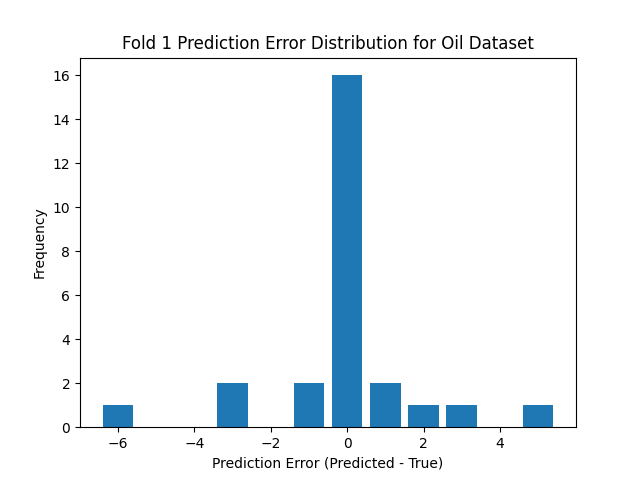 Fold 1 Prediction Error Distribution for Oil Dataset
16
14
12
10
8
6
4
2
0
Frequency
−6 −4 −2 0 2 4
Prediction Error (Predicted - True)